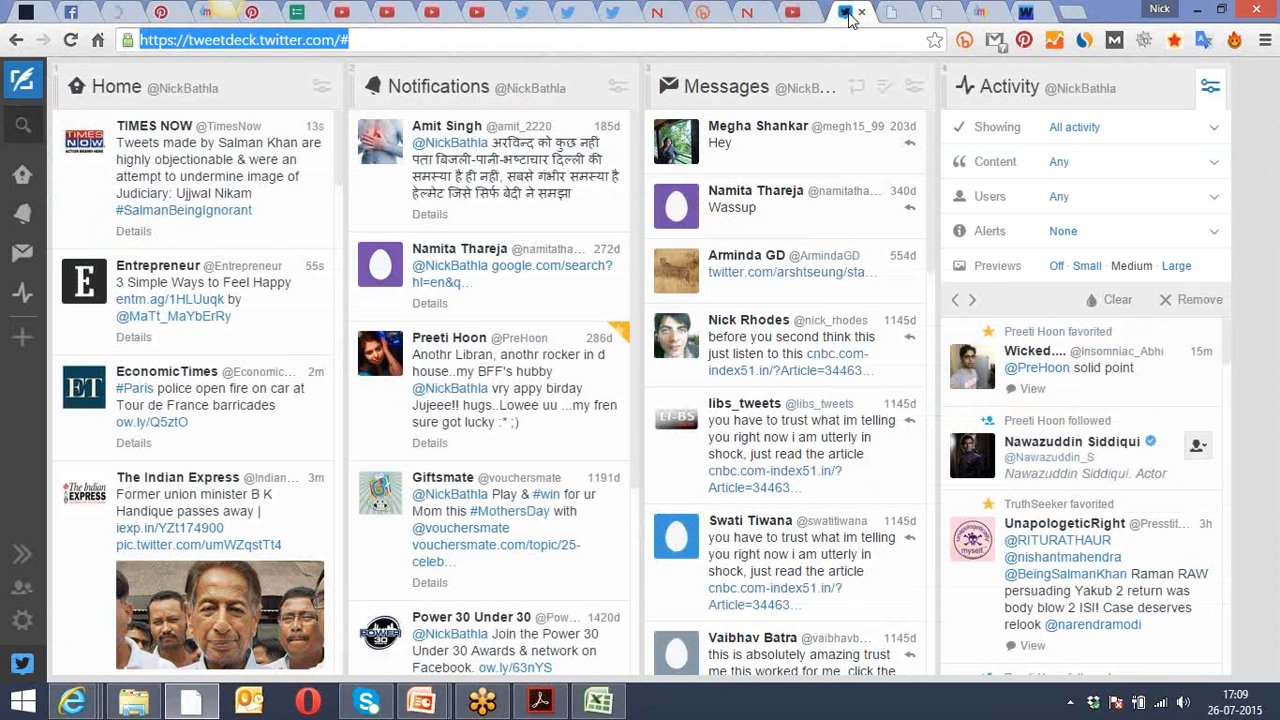 Nick
https://tweetdeck.twitter.com/#
1
Home @NickBathla
TIMES NOW @TimesNow 13s
Tweets made by Salman Khan are
highly objectionable & were an
attempt to undermine image of
Judiciary: Ujjwal Nikam
#SalmanBeingIgnorant
Details
Entrepreneur @Entrepreneur 55s
3 Simple Ways to Feel Happy
entm.ag/1HLUuqk by
@MaTt_MaYbErRy
Details
EconomicTimes @Economic... 2m
#Paris police open fire on car at
Tour de France barricades
ow.ly/Q5ztO
Details
The Indian Express @Indian... 3m
Former union minister B K
Handique passes away |
iexp.in/YZt174900
pic.twitter.com/umWZqstTt4
2
Notifications @NickBathla
Amit Singh @amit_2220 185d
@NickBathla अरविन्द को कुछ नही
पता बिजली-पानी-भष्टाचार दिल्ली की
समस्या है ही नहीं, सबसे गंभीर समस्या है
हेल्मेट जिसे सिर्फ बेदी ने समझा
Details
Namita Thareja @namitatha... 272d
@NickBathla google.com/search?
hl=en&q...
Details
Preeti Hoon @PreHoon 286d
Anothr Libran, anothr rocker in d
house..my BFF's hubby
@NickBathla vry appy birday
Jujeee!! hugs..Lowee uu ...my fren
sure got lucky :* ;)
Details
Giftsmate @vouchersmate 1191d
@NickBathla Play & #win for ur
Mom this #MothersDay with
@vouchersmate
vouchersmate.com/topic/25-
celeb...
Details
Power 30 Under 30 @Pow... 1420d
@NickBathla Join the Power 30
Under 30 Awards & network on
Facebook. ow.ly/63nYS
3
Messages @NickB...
Megha Shankar @megh15_99 203d
Hey
Namita Thareja @namitatha... 340d
Wassup
Arminda GD @ArmindaGD 554d
twitter.com/arshtseung/sta...
Nick Rhodes @nick_rhodes 1145d
before you second think this
just listen to this cnbc.com-
index51.in/?Article=34463...
libs_tweets @libs_tweets 1145d
you have to trust what im telling
you right now i am utterly in
shock, just read the article
cnbc.com-index51.in/?
Article=34463...
Swati Tiwana @swatitiwana 1145d
you have to trust what im telling
you right now i am utterly in
shock, just read the article
cnbc.com-index51.in/?
Article=34463...
Vaibhav Batra @vaibhavb... 1145d
this is absolutely amazing trust
me this worked for me, click the
4
Activity @NickBathla
Showing All activity
Content Any
Users Any
Alerts None
Previews Off · Small · Medium · Large
Clear Remove
Preeti Hoon favorited
Wicked.... @Insomniac_Abhi 15m
@PreHoon solid point
View
Preeti Hoon followed
Nawazuddin Siddiqui
@Nawazuddin_S
Nawazuddin Siddiqui. Actor
TruthSeeker favorited
UnapologeticRight @Presstit... 3h
@RITURATHAUR
@nishantmahendra
@BeingSalmanKhan Raman RAW
persuading Yakub 2 return was
body blow 2 ISI! Case deserves
relook @narendramodi
View
17:09
26-07-2015